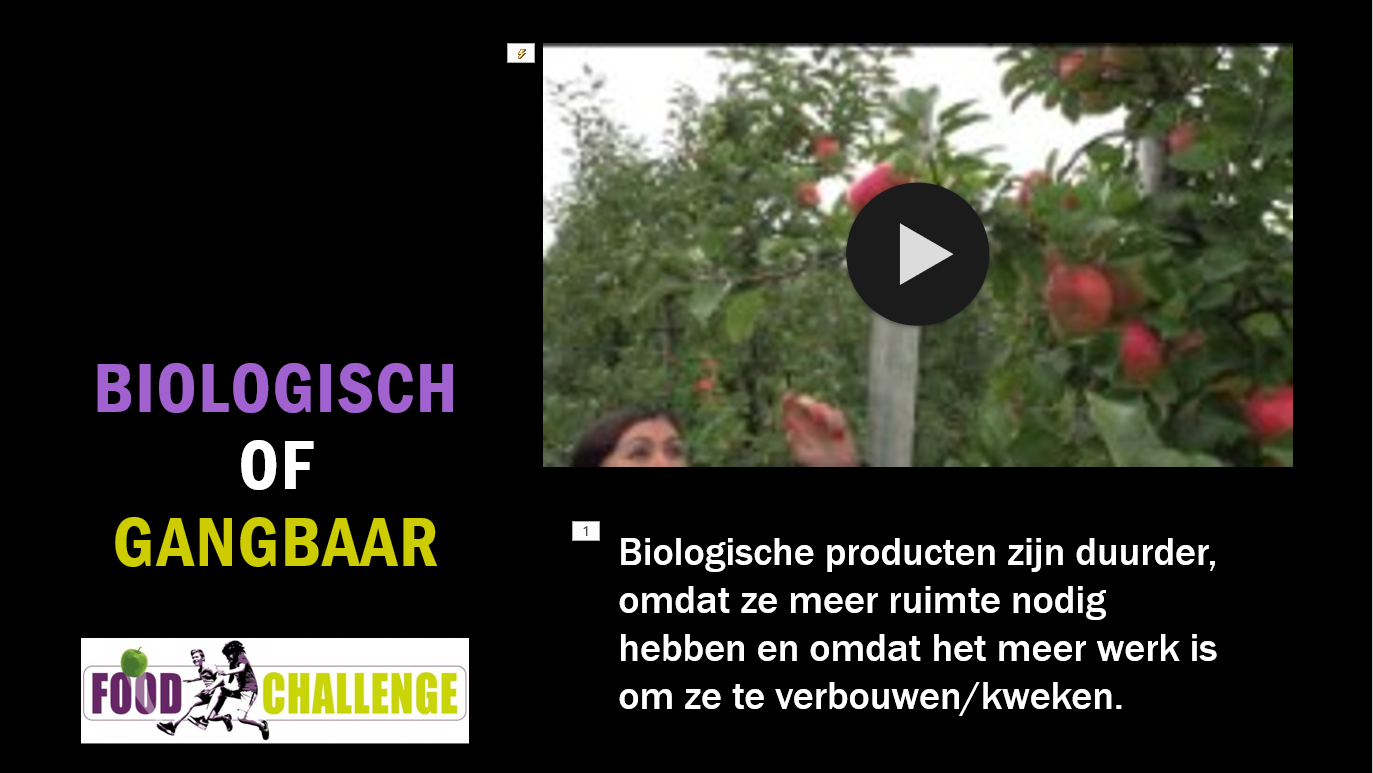 BIOLOGISCH
OF
GANGBAAR
FOOD CHALLENGE
1
Biologische producten zijn duurder,
omdat ze meer ruimte nodig
hebben en omdat het meer werk is
om ze te verbouwen/kweken.